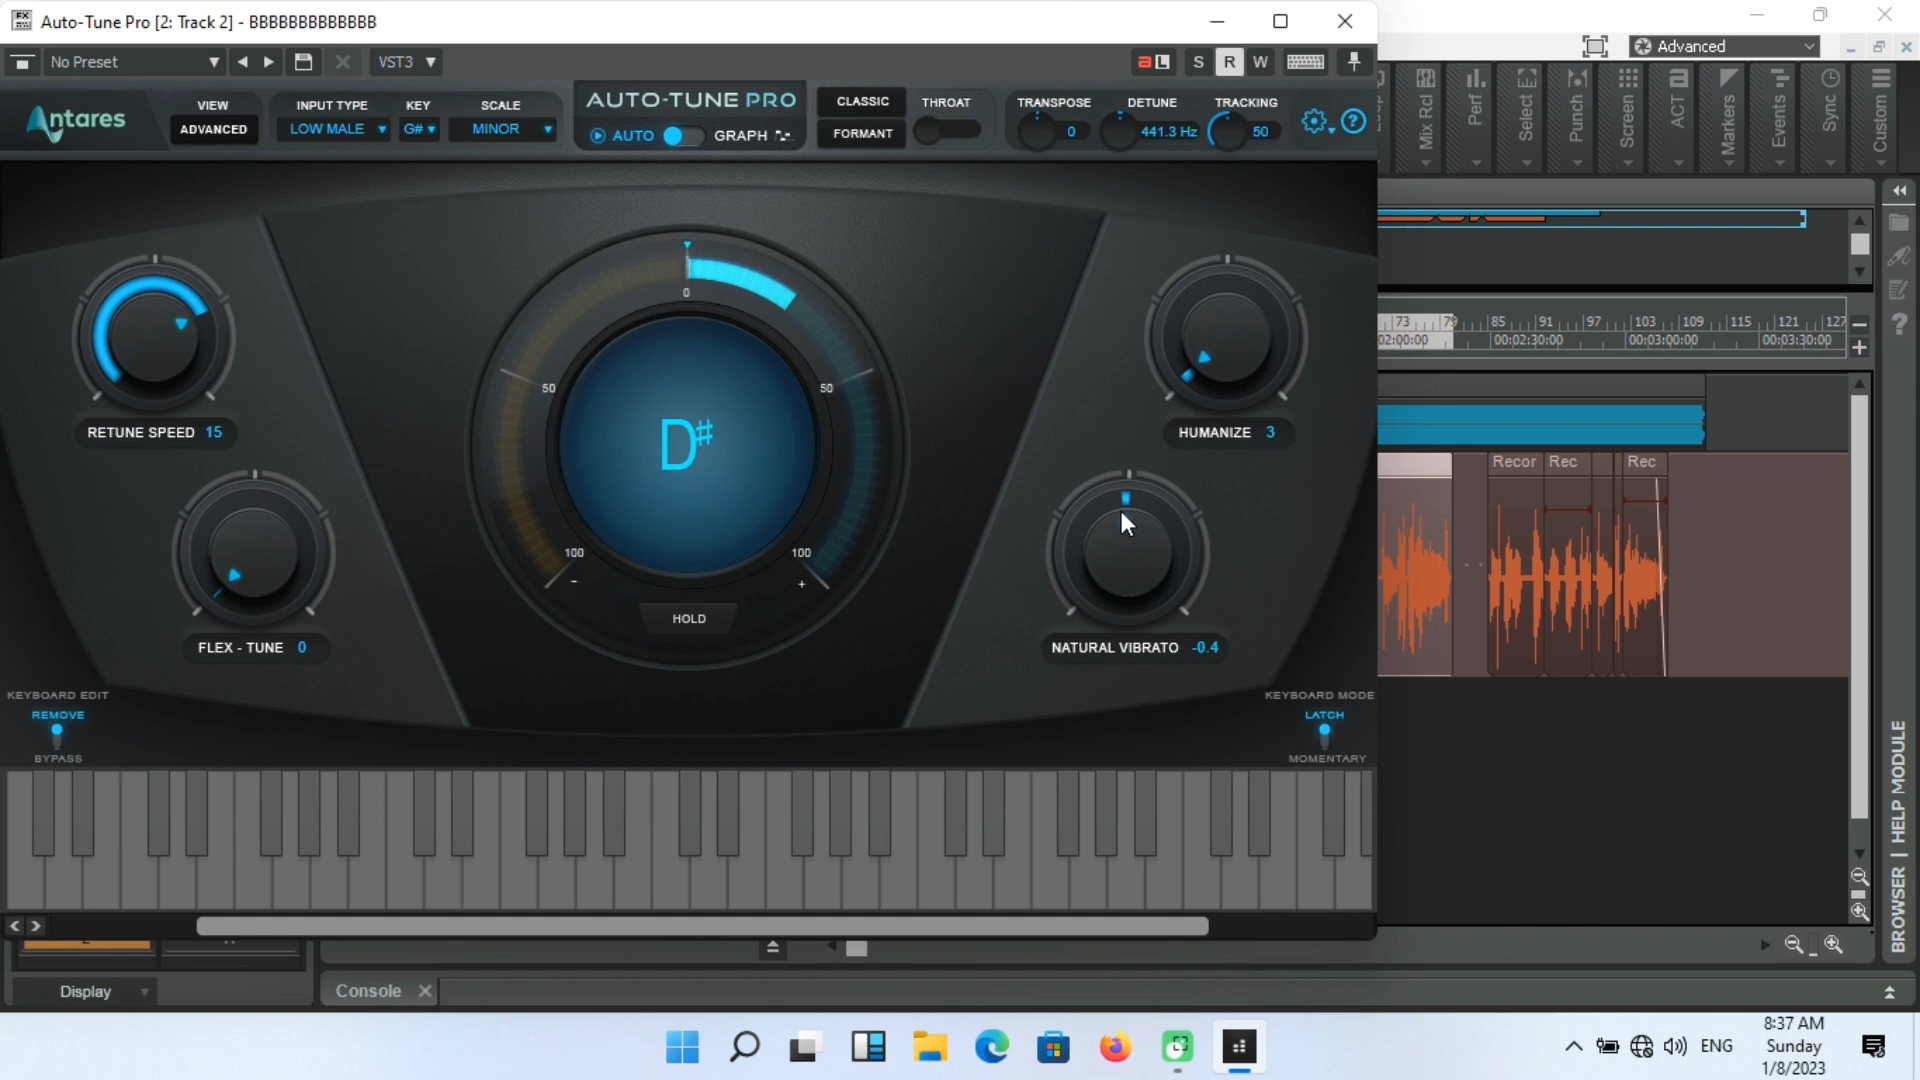 Auto-Tune Pro [2: Track 2] - BBBBBBBBBBBBB
No Preset
VST3
aL
S
R
W
Advanced
Antares
VIEW
ADVANCED
INPUT TYPE
LOW MALE
KEY
G#
SCALE
MINOR
AUTO-TUNE PRO
AUTO
GRAPH
CLASSIC
FORMANT
THROAT
TRANSPOSE
0
DETUNE
441.3 Hz
TRACKING
50
Mix Rcl
Perf
Select
Punch
Screen
ACT
Markers
Events
Sync
Custom
0
50
50
100
100
-
+
D#
HOLD
RETUNE SPEED 15
FLEX - TUNE 0
HUMANIZE 3
NATURAL VIBRATO -0.4
KEYBOARD EDIT
REMOVE
BYPASS
KEYBOARD MODE
LATCH
MOMENTARY
73 79 85 91 97 103 109 115 121 127
02:00:00 00:02:30:00 00:03:00:00 00:03:30:00
Recor
Rec
Rec
BROWSER | HELP MODULE
Display
Console
ENG
8:37 AM
Sunday
1/8/2023